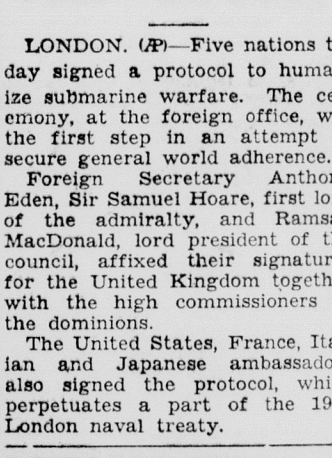 LONDON. (AP)—Five nations t
day signed a protocol to huma
ize submarine warfare. The ce
emony, at the foreign office, w
the first step in an attempt
secure general world adherence.
Foreign Secretary Antho
Eden, Sir Samuel Hoare, first lo
of the admiralty, and Rams
MacDonald, lord president of t
council, affixed their signatur
for the United Kingdom togeth
with the high commissioners
the dominions.
The United States, France, Ita
ian and Japanese ambassado
also signed the protocol, whi
perpetuates a part of the 19
London naval treaty.